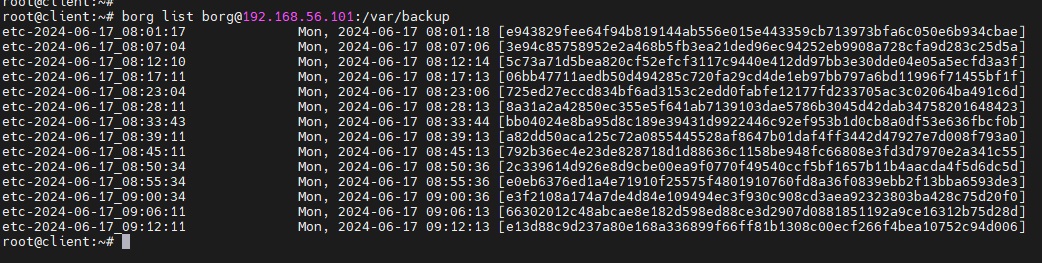 root@client:~#
root@client:~# borg list borg@192.168.56.101:/var/backup
etc-2024-06-17_08:01:17 Mon, 2024-06-17 08:01:18 [e943829fee64f94b819144ab556e015e443359cb713973bfa6c050e6b934cbae]
etc-2024-06-17_08:07:04 Mon, 2024-06-17 08:07:06 [3e94c85758952e2a468b5fb3ea21ded96ec94252eb9908a728cfa9d283c25d5a]
etc-2024-06-17_08:12:10 Mon, 2024-06-17 08:12:14 [5c73a71d5bea820cf52efcf3117c9440e412dd97bb3e30dde04e05a5ecfd3a3f]
etc-2024-06-17_08:17:11 Mon, 2024-06-17 08:17:13 [06bb47711aedb50d494285c720fa29cd4de1eb97bb797a6bd11996f71455bf1f]
etc-2024-06-17_08:23:04 Mon, 2024-06-17 08:23:06 [725ed27eccd834bf6ad3153c2edd0fabfe12177fd233705ac3c02064ba491c6d]
etc-2024-06-17_08:28:11 Mon, 2024-06-17 08:28:13 [8a31a2a42850ec355e5f641ab7139103dae5786b3045d42dab34758201648423]
etc-2024-06-17_08:33:43 Mon, 2024-06-17 08:33:44 [bb04024e8ba95d8c189e39431d9922446c92ef953b1d0cb8a0df53e636fbcf0b]
etc-2024-06-17_08:39:11 Mon, 2024-06-17 08:39:13 [a82dd50aca125c72a0855445528af8647b01daf4ff3442d47927e7d008f793a0]
etc-2024-06-17_08:45:11 Mon, 2024-06-17 08:45:13 [792b36ec4e23de828718d1d88636c1158be948fc66808e3fd3d7970e2a341c55]
etc-2024-06-17_08:50:34 Mon, 2024-06-17 08:50:36 [2c339614d926e8d9cbe00ea9f0770f49540ccf5bf1657b11b4aacda4f5d6dc5d]
etc-2024-06-17_08:55:34 Mon, 2024-06-17 08:55:36 [e0eb6376ed1a4e71910f25575f4801910760fd8a36f0839ebb2f13bba6593de3]
etc-2024-06-17_09:00:34 Mon, 2024-06-17 09:00:36 [e3f2108a174a7de4d84e109494ec3f930c908cd3aea92323803ba428c75d20f0]
etc-2024-06-17_09:06:11 Mon, 2024-06-17 09:06:13 [66302012c48abcae8e182d598ed88ce3d2907d0881851192a9ce16312b75d28d]
etc-2024-06-17_09:12:11 Mon, 2024-06-17 09:12:13 [e13d88c9d237a80e168a336899f66ff81b1308c00ecf266f4bea10752c94d006]
root@client:~#